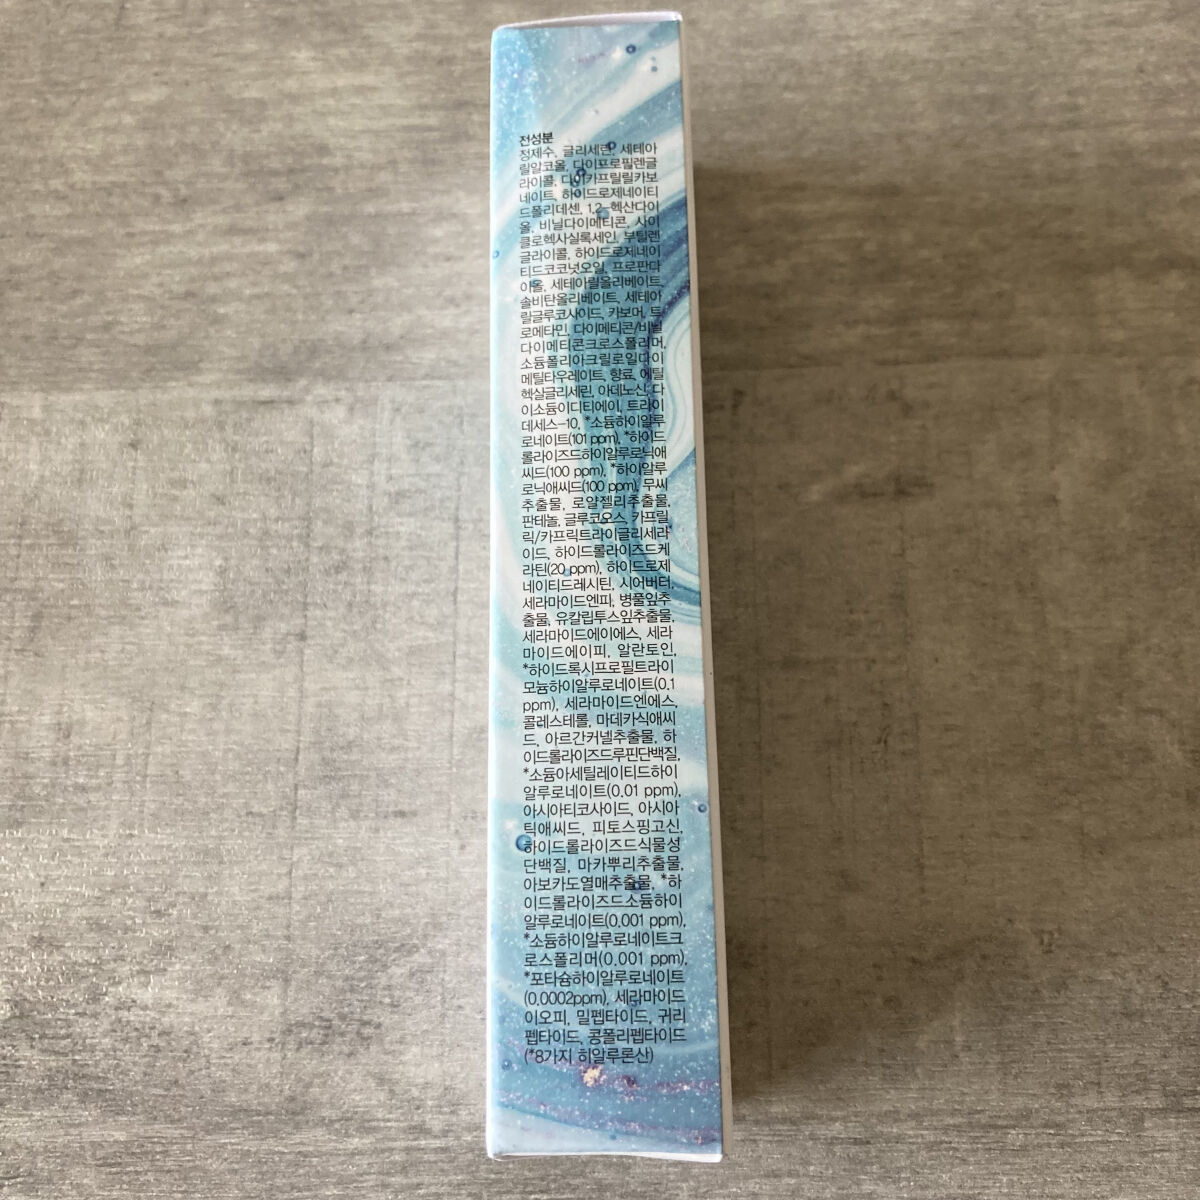 전성분
정제수, 글리세린, 세테아
릴알코올, 다이프로필렌글
라이콜, 다이카프릴릴카보
네이트, 하이드로제네이티
드폴리데센, 1,2-헥산다이
올, 비닐다이메티콘, 사이
클로헥사실록세인, 부틸렌
글라이콜, 하이드로제네이
티드코코넛오일, 프로판다
이올, 세테아릴올리베이트,
솔비탄올리베이트, 세테아
릴글루코사이드, 카보머, 트
로메타민, 다이메티콘/비닐
다이메티콘크로스폴리머,
소듐폴리아크릴로일다이
메틸타우레이트, 향료, 에틸
헥실글리세린, 아데노신, 다
이소듐이디티에이, 트라이
데세스-10, *소듐하이알루
로네이트(101 ppm), *하이드
롤라이즈드하이알루로닉애
씨드(100 ppm), *하이알루
로닉애씨드(100 ppm), 무씨
추출물, 로얄젤리추출물,
판테놀, 글루코오스, 카프릴
릭/카프릭트라이글리세라
이드, 하이드롤라이즈드케
라틴(20 ppm), 하이드로제
네이티드레시틴, 시어버터,
세라마이드엔피, 병풀잎추
출물, 유칼립투스잎추출물,
세라마이드에이에스, 세라
마이드에이피, 알란토인,
*하이드록시프로필트라이
모늄하이알루로네이트(0.1
ppm), 세라마이드엔에스,
콜레스테롤, 마데카식애씨
드, 아르간커넬추출물, 하
이드롤라이즈드루핀단백질,
*소듐아세틸레이티드하이
알루로네이트(0.01 ppm),
아시아티코사이드, 아시아
틱애씨드, 피토스핑고신,
하이드롤라이즈드식물성
단백질, 마카뿌리추출물,
아보카도열매추출물, *하
이드롤라이즈드소듐하이
알루로네이트(0.001 ppm),
*소듐하이알루로네이트크
로스폴리머(0.001 ppm),
*포타슘하이알루로네이트
(0.0002ppm), 세라마이드
이오피, 밀펩타이드, 귀리
펩타이드, 콩폴리펩타이드
(*8가지 히알루론산)